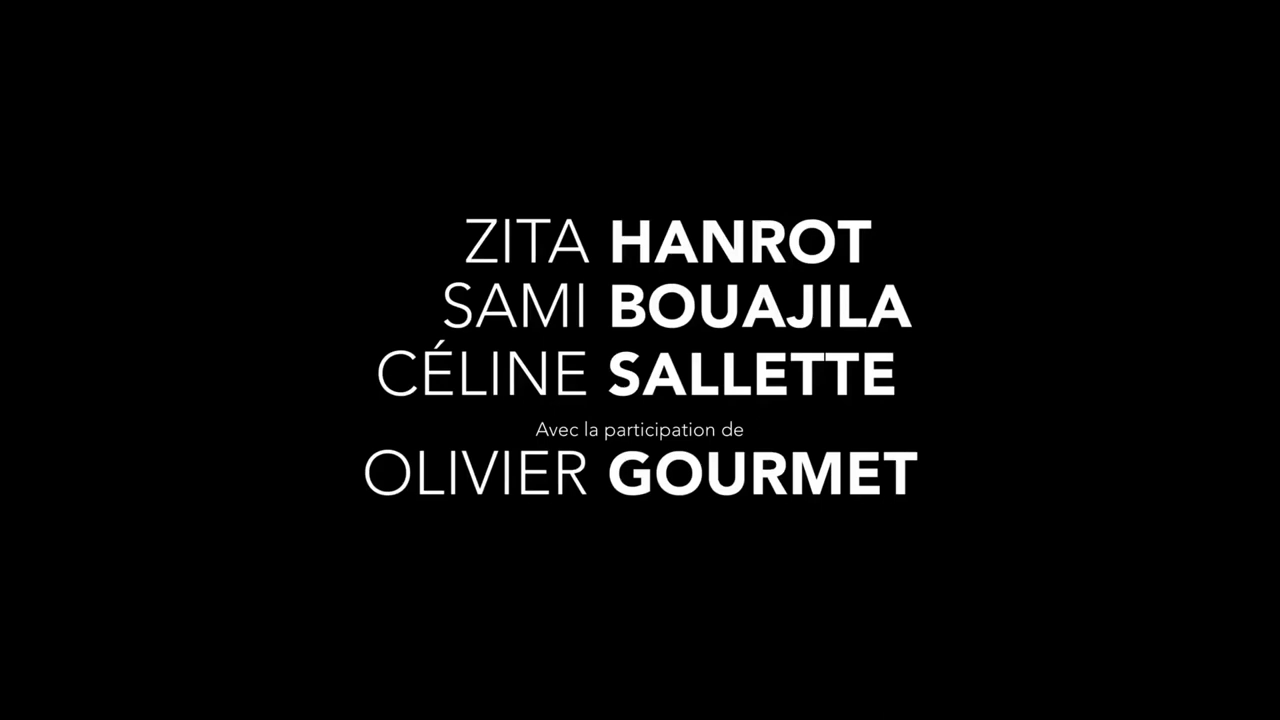 ZITA HANROT
SAMI BOUAJILA
CÉLINE SALLETTE
Avec la participation de
OLIVIER GOURMET